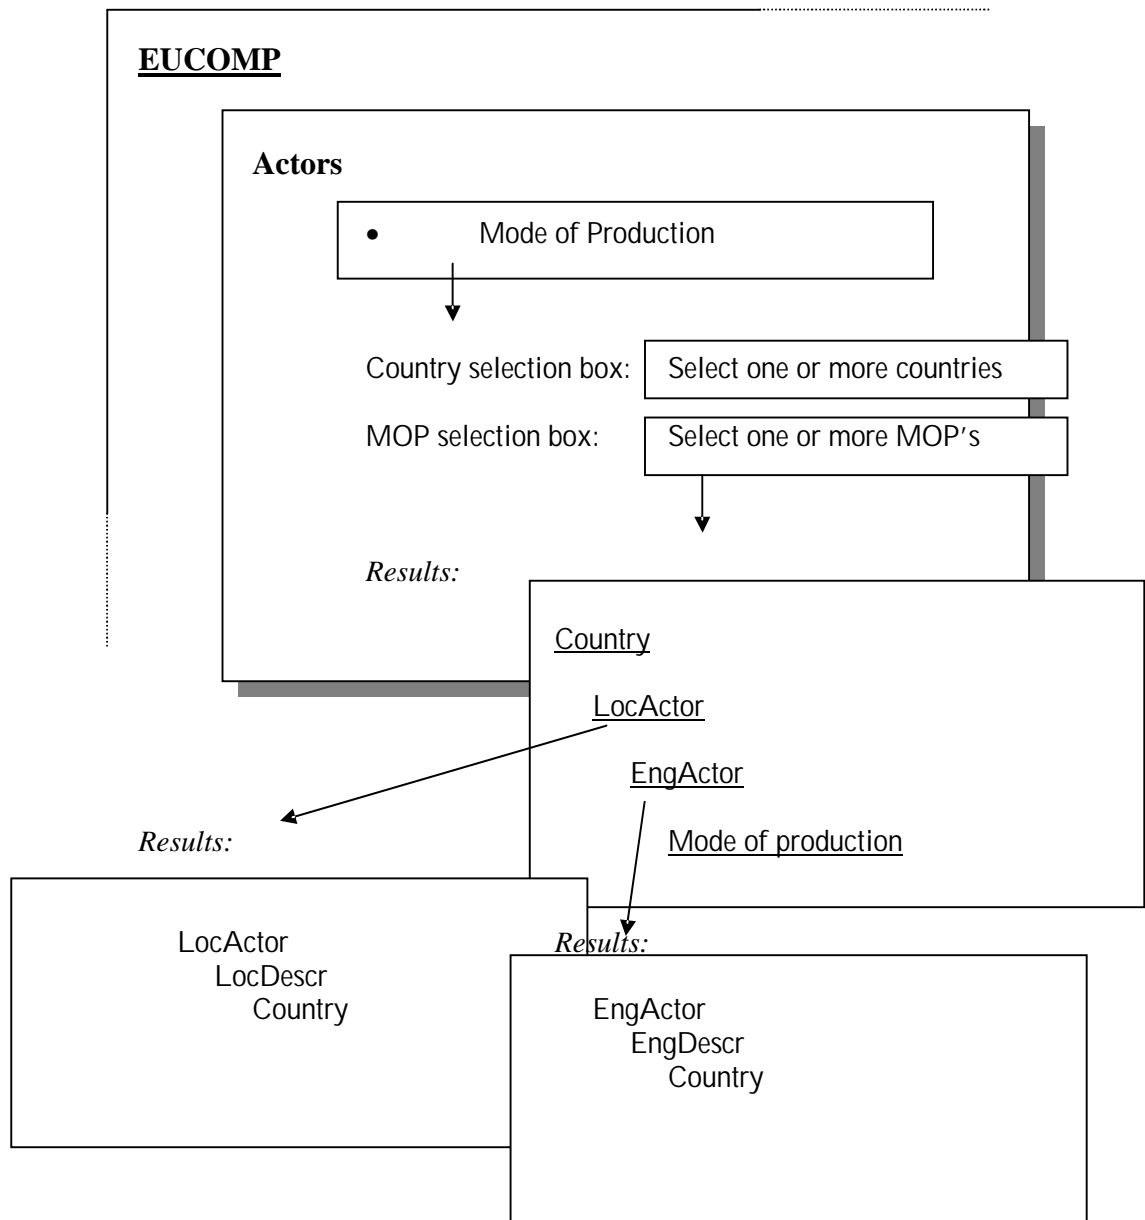 EUCOMP
Actors
• Mode of Production
Country selection box: Select one or more countries
MOP selection box: Select one or more MOP's
Results:
Country
LocActor
EngActor
Mode of production
Results:
LocActor
LocDescr
Country
Results:
EngActor
EngDescr
Country